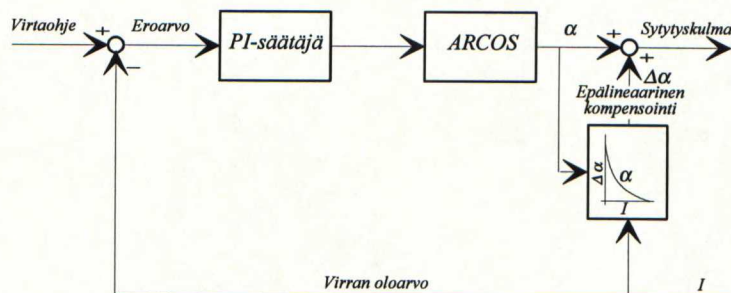 Virtaohje
+
−
Eroarvo
PI-säätäjä
ARCOS
α
+
+
Sytytyskulma
Δα
Epälineaarinen
kompensointi
Δα
α
I
Virran oloarvo
I